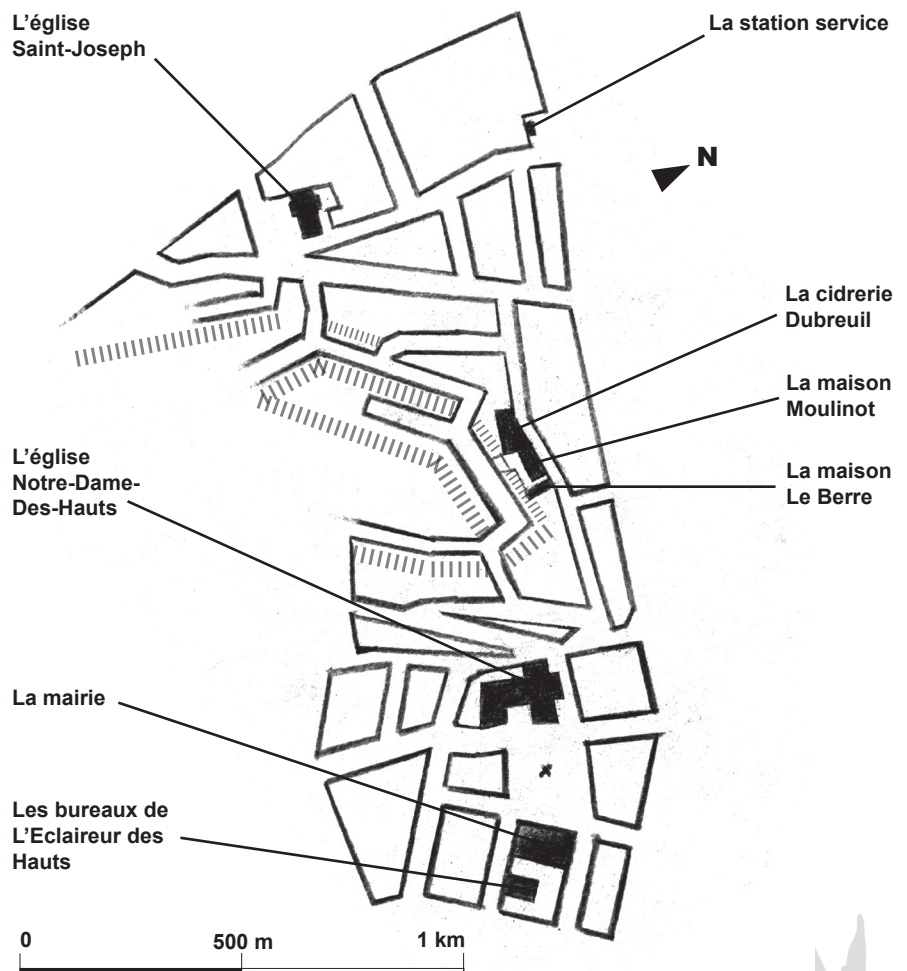 L'église
Saint-Joseph
La station service
N
La cidrerie
Dubreuil
La maison
Moulinot
La maison
Le Berre
L'église
Notre-Dame-
Des-Hauts
La mairie
Les bureaux de
L'Eclaireur des
Hauts
0 500 m 1 km